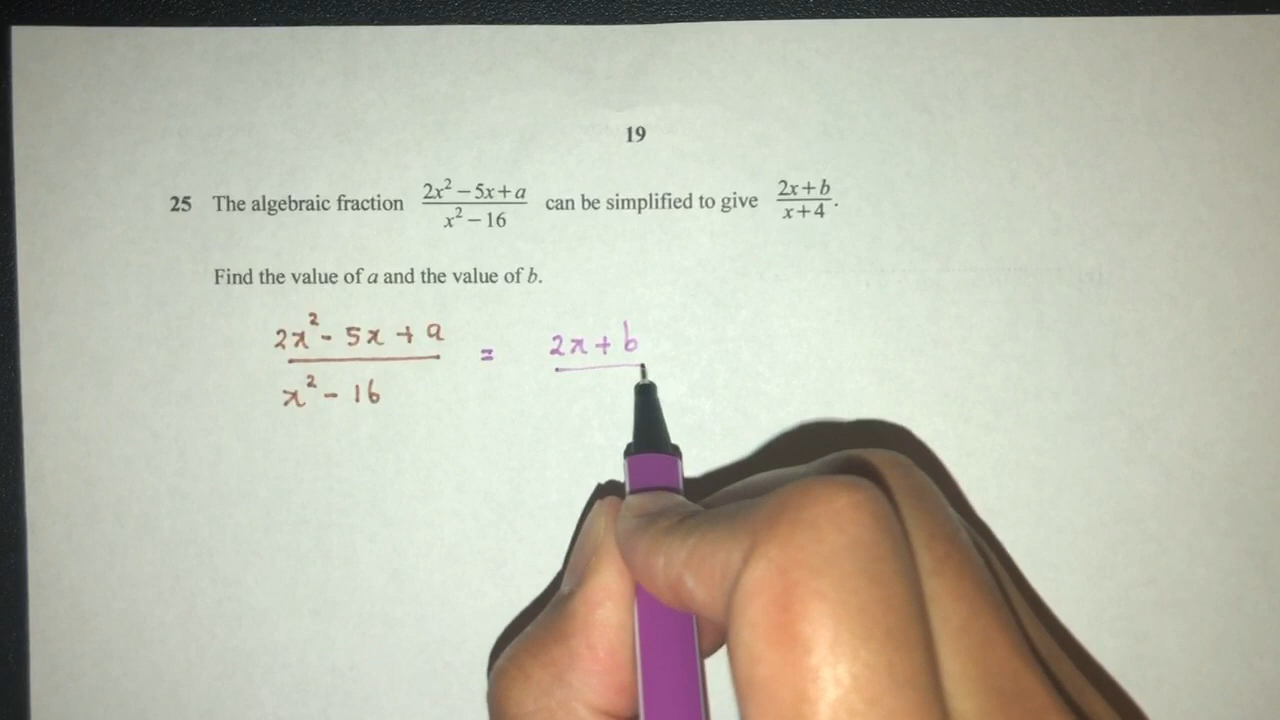 19
25 The algebraic fraction (2x² – 5x + a)/(x² – 16) can be simplified to give (2x + b)/(x + 4).
Find the value of a and the value of b.
(2x² - 5x + a)/(x² - 16) = 2x + b